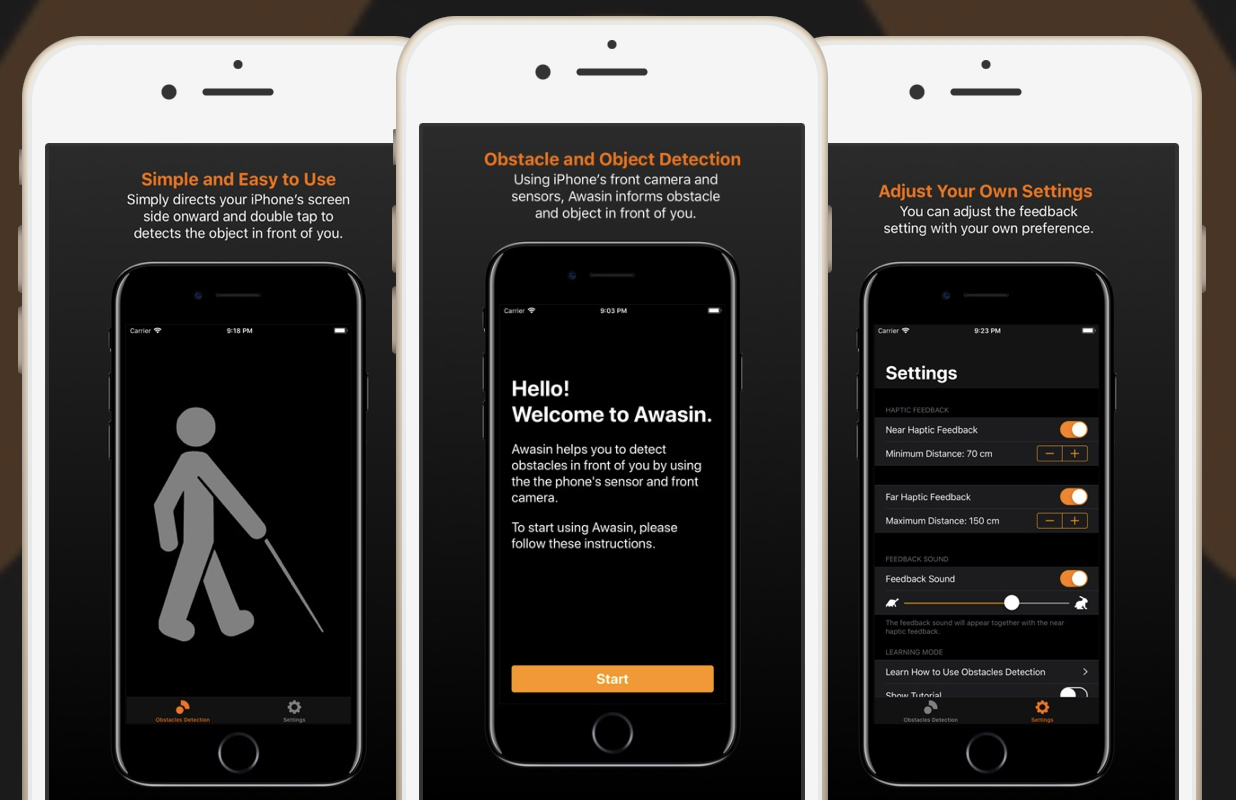 Simple and Easy to Use
Simply directs your iPhone's screen
side onward and double tap to
detects the object in front of you.
Carrier
9:18 PM
Obstacles Detection
Settings
Obstacle and Object Detection
Using iPhone's front camera and
sensors, Awasin informs obstacle
and object in front of you.
Carrier
9:03 PM
Hello!
Welcome to Awasin.
Awasin helps you to detect
obstacles in front of you by using
the the phone's sensor and front
camera.
To start using Awasin, please
follow these instructions.
Start
Adjust Your Own Settings
You can adjust the feedback
setting with your own preference.
Carrier
9:23 PM
Settings
HAPTIC FEEDBACK
Near Haptic Feedback
Minimum Distance: 70 cm
Far Haptic Feedback
Maximum Distance: 150 cm
FEEDBACK SOUND
Feedback Sound
The feedback sound will appear together with the near
haptic feedback.
LEARNING MODE
Learn How to Use Obstacles Detection
Show Tutorial
Obstacles Detection
Settings